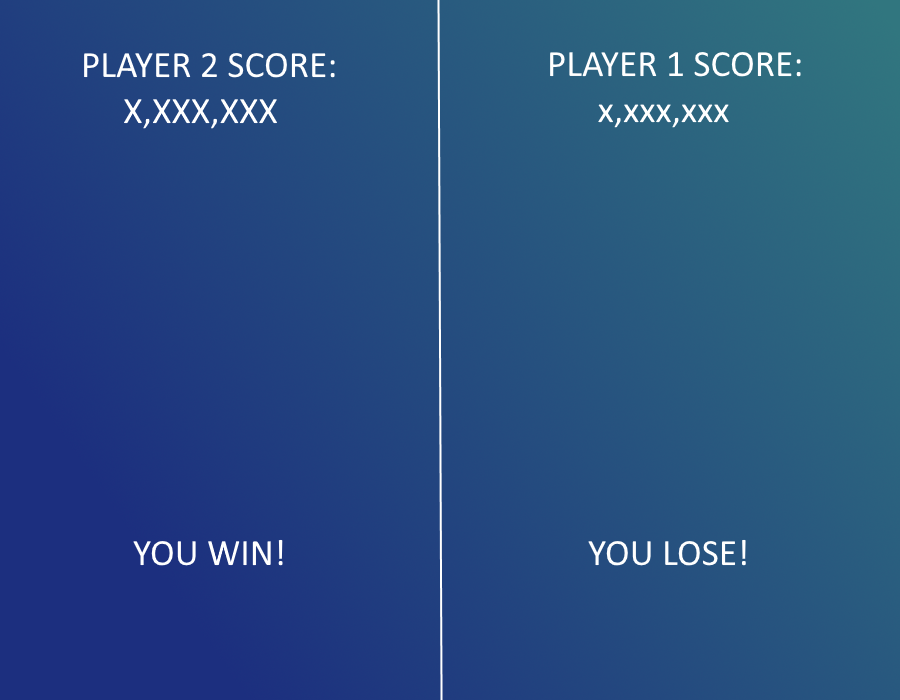 PLAYER 2 SCORE:
X,XXX,XXX
YOU WIN!
PLAYER 1 SCORE:
x,xxx,xxx
YOU LOSE!